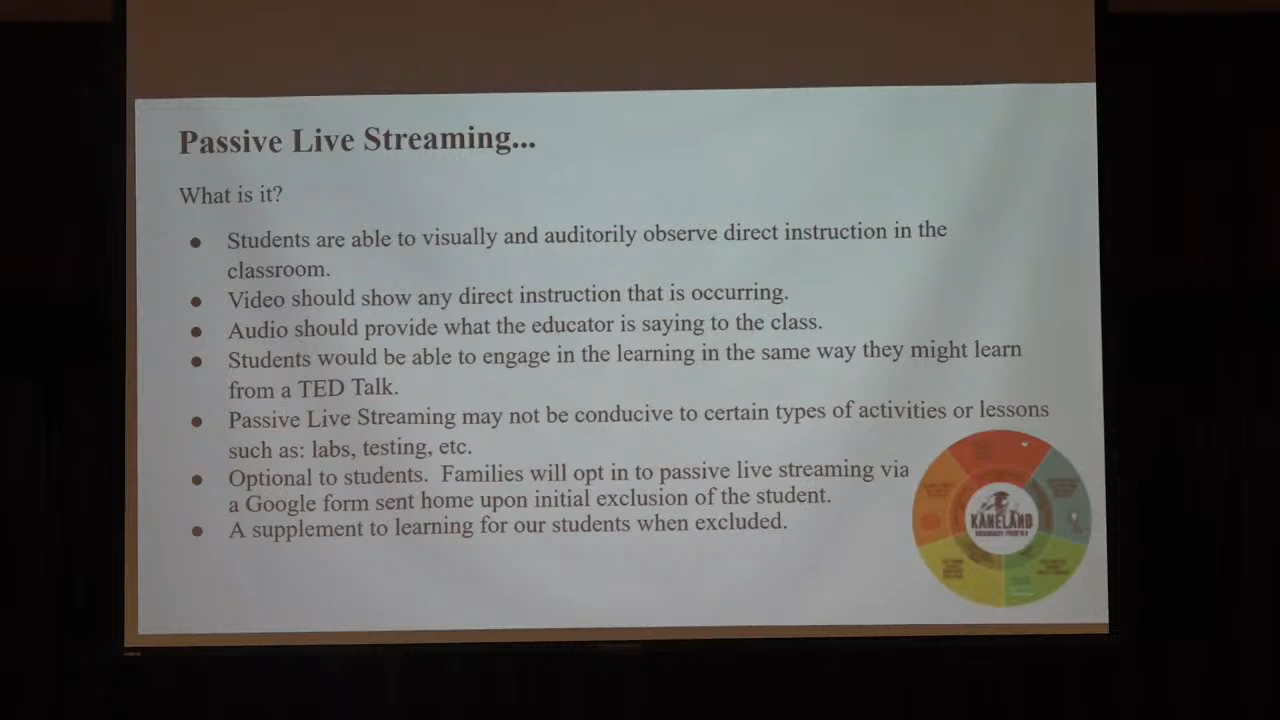 Passive Live Streaming...
What is it?
● Students are able to visually and auditorily observe direct instruction in the
classroom.
● Video should show any direct instruction that is occurring.
● Audio should provide what the educator is saying to the class.
● Students would be able to engage in the learning in the same way they might learn
from a TED Talk.
● Passive Live Streaming may not be conducive to certain types of activities or lessons
such as: labs, testing, etc.
● Optional to students. Families will opt in to passive live streaming via
a Google form sent home upon initial exclusion of the student.
● A supplement to learning for our students when excluded.
KANELAND